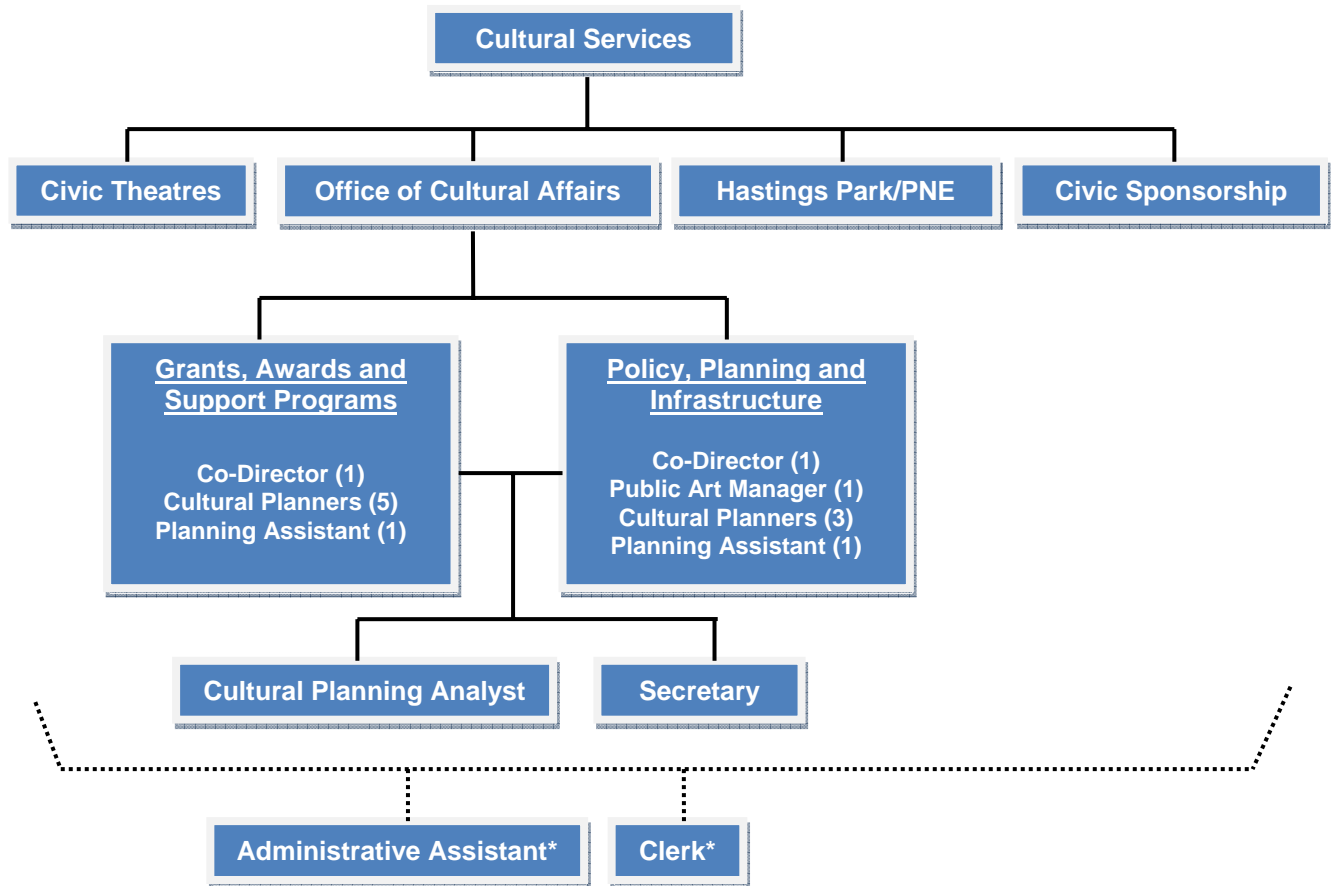 Cultural Services
Civic Theatres
Office of Cultural Affairs
Hastings Park/PNE
Civic Sponsorship
Grants, Awards and
Support Programs
Co-Director (1)
Cultural Planners (5)
Planning Assistant (1)
Policy, Planning and
Infrastructure
Co-Director (1)
Public Art Manager (1)
Cultural Planners (3)
Planning Assistant (1)
Cultural Planning Analyst
Secretary
Administrative Assistant*
Clerk*